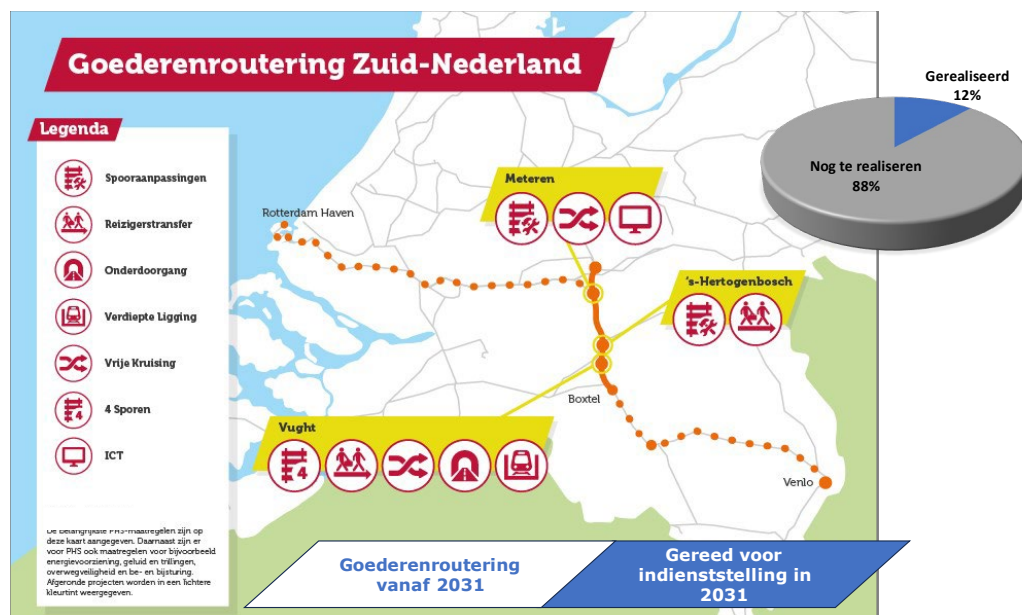 Goederenroutering Zuid-Nederland
Gerealiseerd
12%
Nog te realiseren
88%
Legenda
Spooraanpassingen
Reizigerstransfer
Onderdoorgang
Verdiepte Ligging
Vrije Kruising
4
4 Sporen
ICT
Rotterdam Haven
Meteren
's-Hertogenbosch
Boxtel
Vught
4
Venlo
De belangrijkste PHS-maatregelen zijn op
deze kaart aangegeven. Daarnaast zijn er
voor PHS ook maatregelen voor bijvoorbeeld
energievoorziening, geluid en trillingen,
overwegveiligheid en be- en bijsturing.
Afgeronde projecten worden in een lichtere
kleurtint weergegeven.
Goederenroutering
vanaf 2031
Gereed voor
indienststelling in
2031